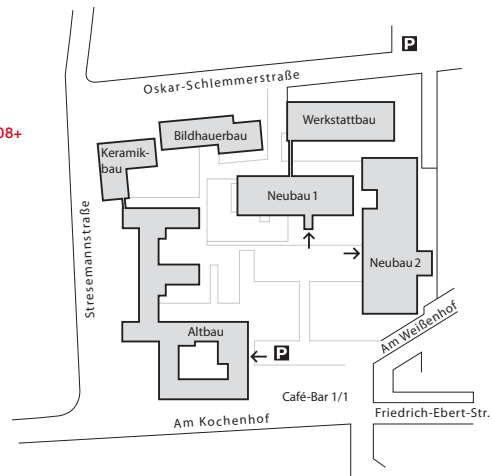 P
Oskar-Schlemmerstraße
08+
Werkstattbau
Bildhauerbau
Keramik-
bau
Neubau 1
Stresemannstraße
Neubau 2
Altbau
P
Am Weißenhof
Café-Bar 1/1
Friedrich-Ebert-Str.
Am Kochenhof